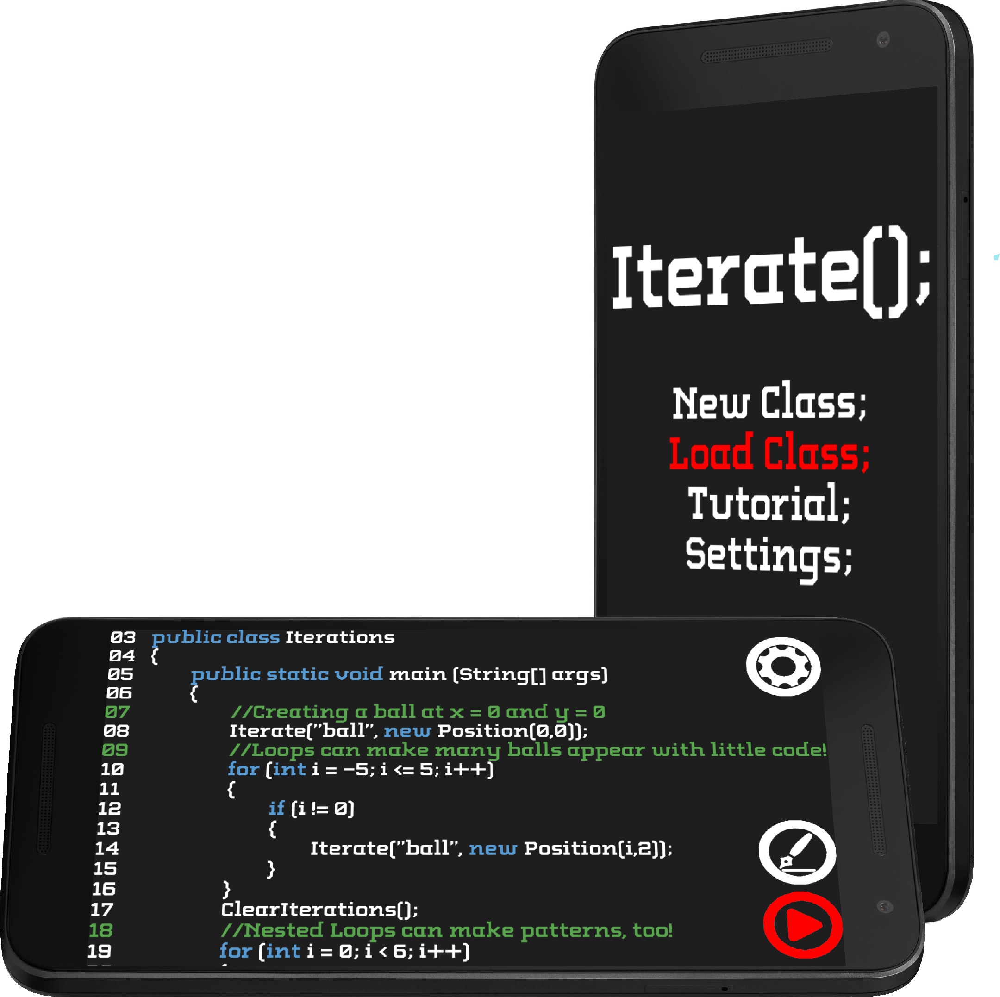 Iterate();
New Class;
Load Class;
Tutorial;
Settings;
03 public class Iterations
04 {
05 public static void main (String[] args)
06 {
07 //Creating a ball at x = 0 and y = 0
08 Iterate("ball", new Position(0,0));
09 //Loops can make many balls appear with little code!
10 for (int i = -5; i <= 5; i++)
11 {
12 if (i != 0)
13 {
14 Iterate("ball", new Position(i,2));
15 }
16 }
17 ClearIterations();
18 //Nested Loops can make patterns, too!
19 for (int i = 0; i < 6; i++)